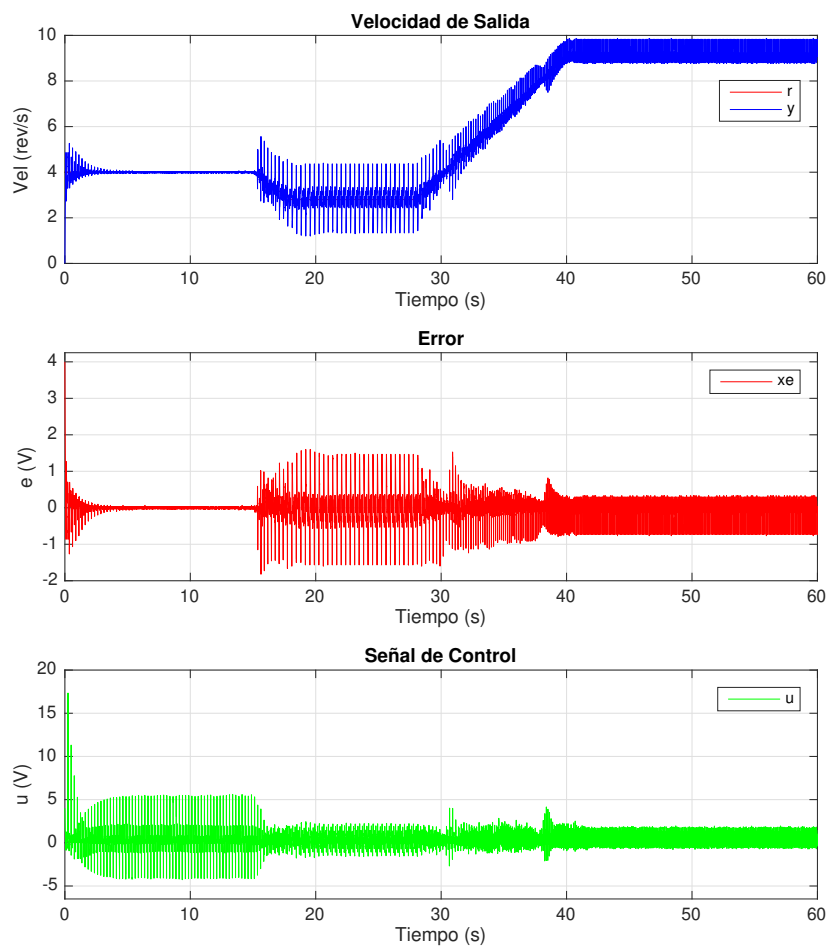 Velocidad de Salida
10
8
6
4
2
0
Vel (rev/s)
r
y
0 10 20 30 40 50 60
Tiempo (s)
Error
4
3
2
1
0
-1
-2
e (V)
xe
0 10 20 30 40 50 60
Tiempo (s)
Señal de Control
20
15
10
5
0
-5
u (V)
u
0 10 20 30 40 50 60
Tiempo (s)